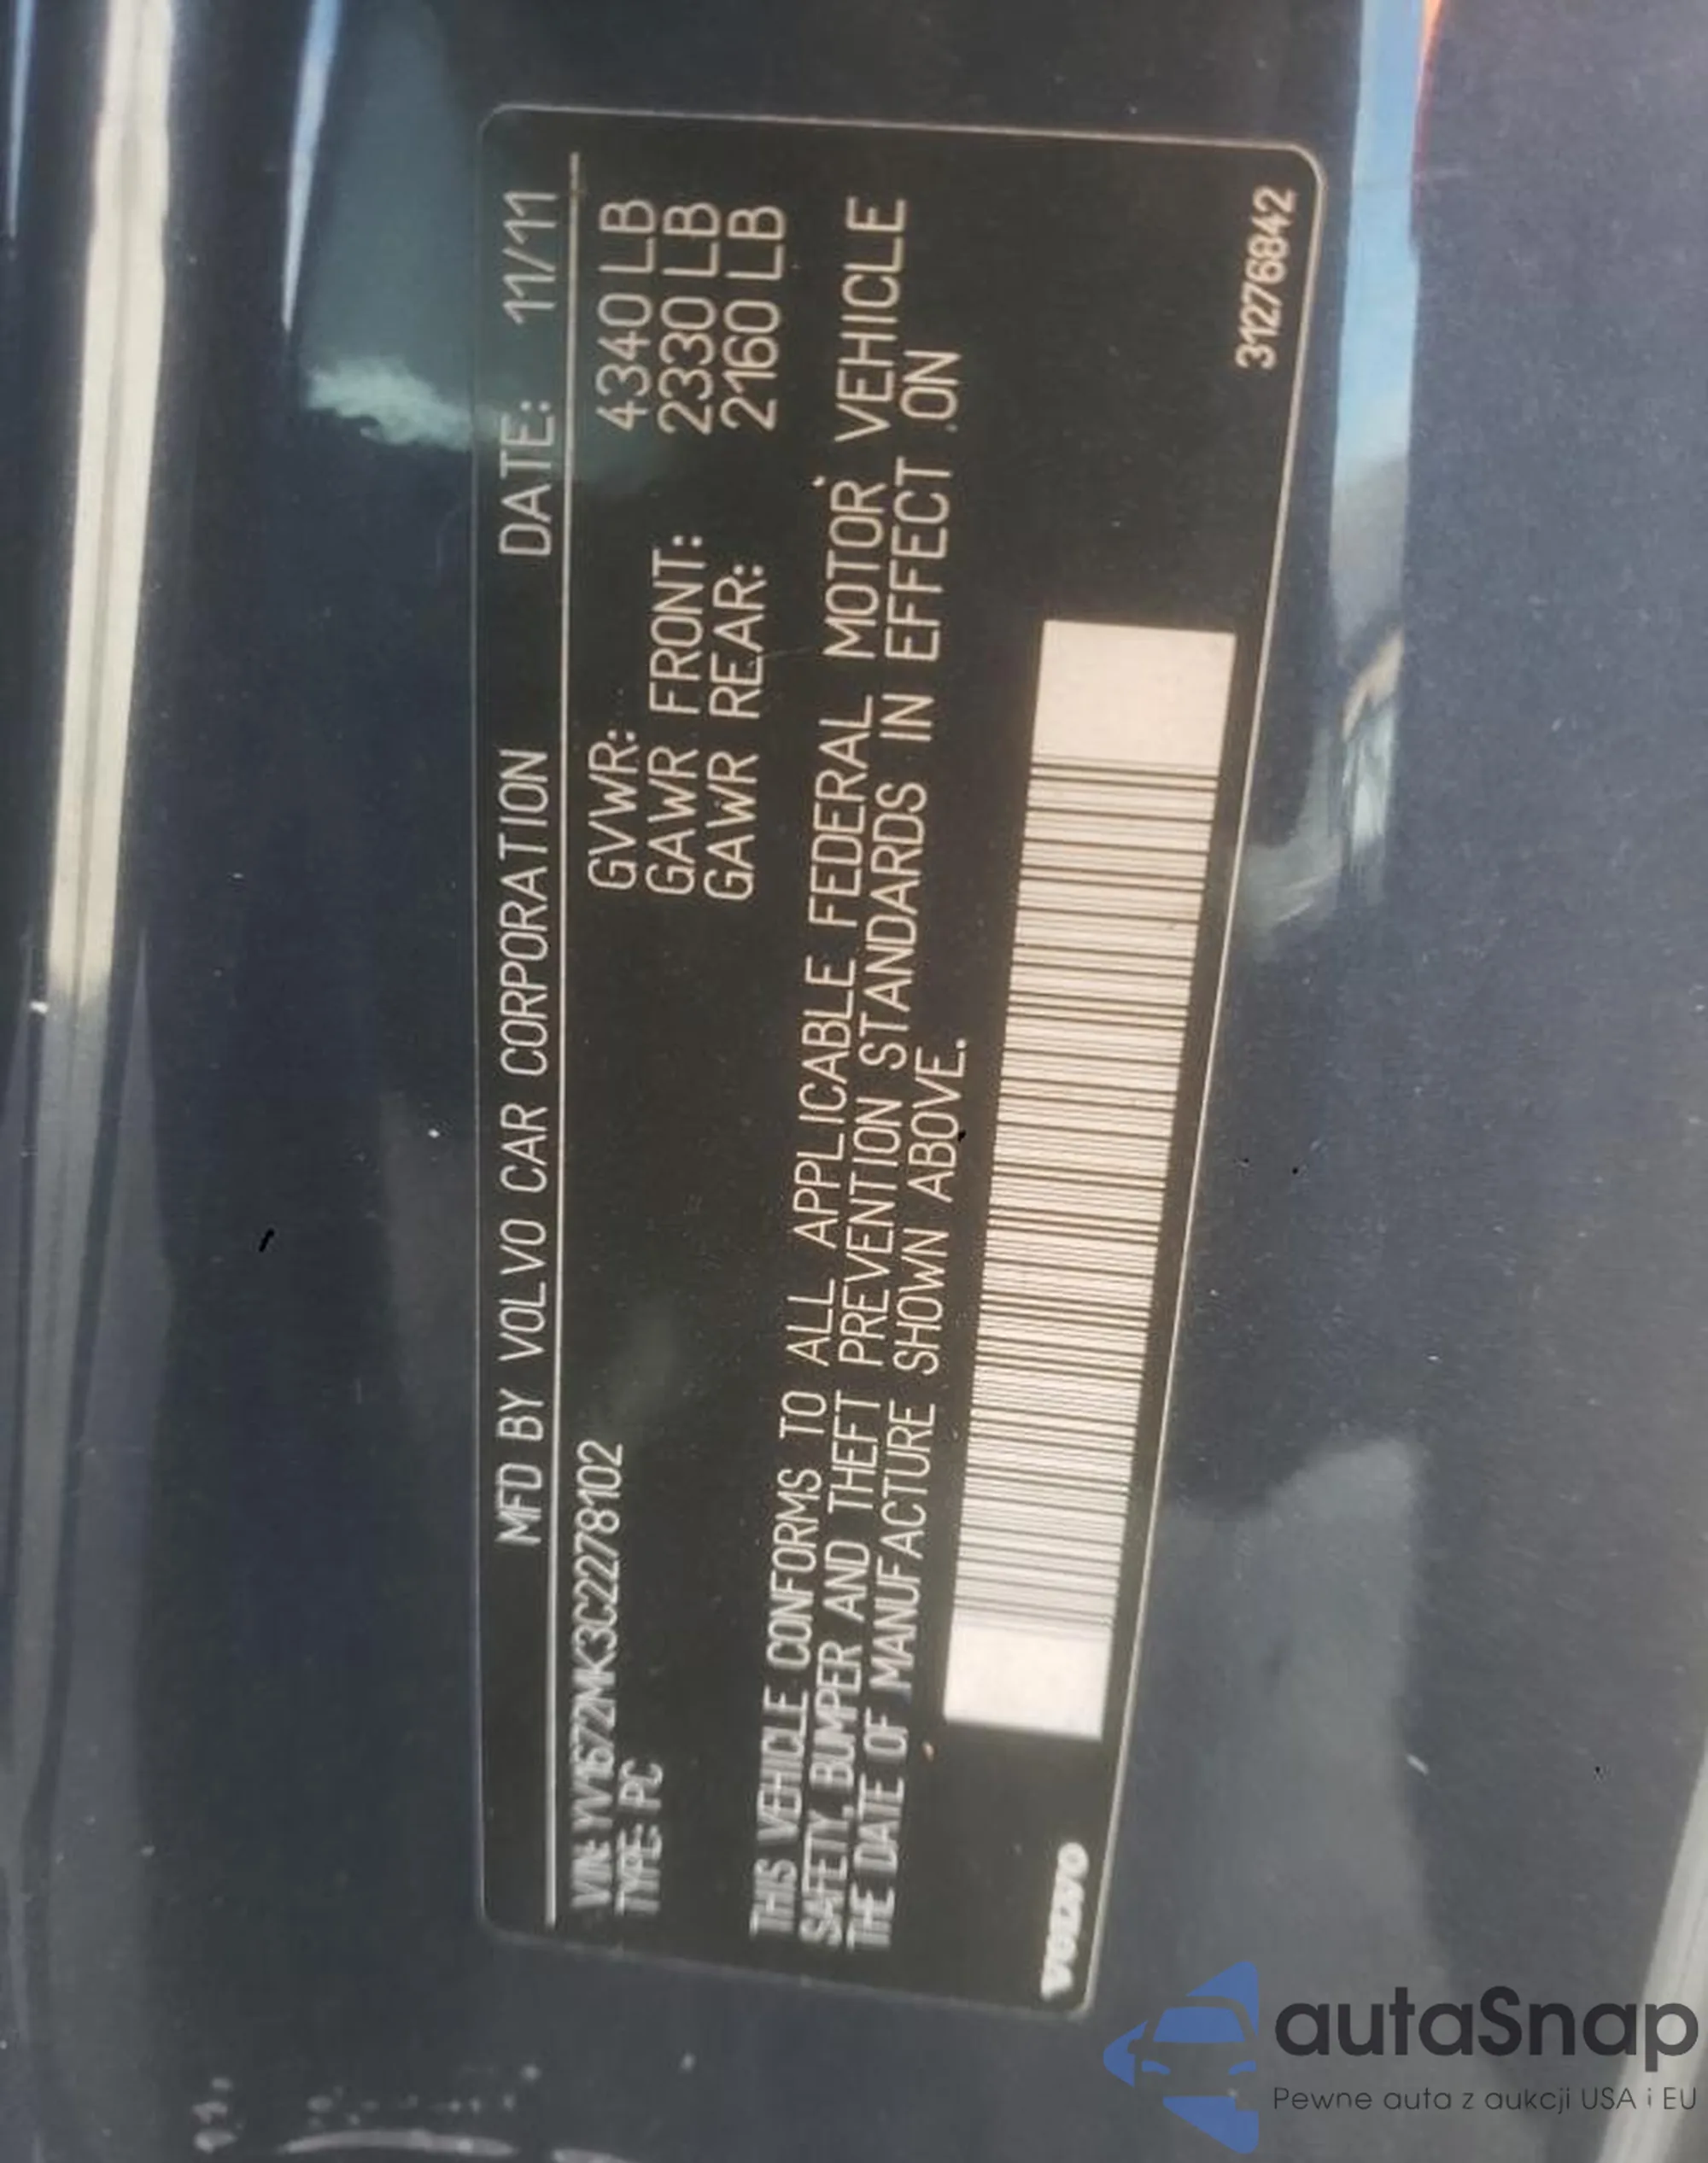 MFD BY VOLVO CAR CORPORATION DATE: 11/11
VIN: YV1672MK3C2278102
TYPE: PC
GVWR: 4340 LB
GAWR FRONT: 2330 LB
GAWR REAR: 2160 LB
THIS VEHICLE CONFORMS TO ALL APPLICABLE FEDERAL MOTOR VEHICLE
SAFETY, BUMPER AND THEFT PREVENTION STANDARDS IN EFFECT ON
THE DATE OF MANUFACTURE SHOWN ABOVE.
VOLVO
31276842
autaSnap
Pewne auta z aukcji USA i EU